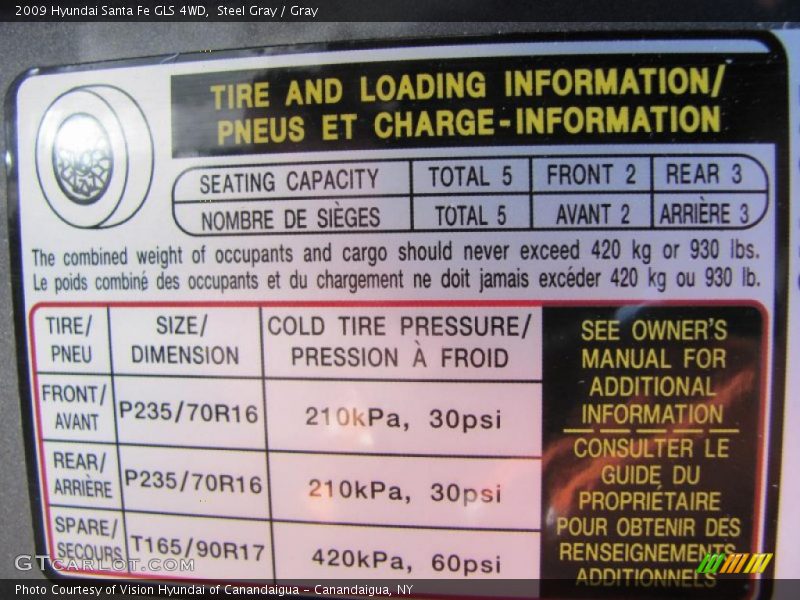 2009 Hyundai Santa Fe GLS 4WD,  Steel Gray / Gray
TIRE AND LOADING INFORMATION/
PNEUS ET CHARGE-INFORMATION
SEATING CAPACITY TOTAL 5 FRONT 2 REAR 3
NOMBRE DE SIÈGES TOTAL 5 AVANT 2 ARRIÈRE 3
The combined weight of occupants and cargo should never exceed 420 kg or 930 lbs.
Le poids combiné des occupants et du chargement ne doit jamais excéder 420 kg ou 930 lb.
TIRE/
PNEU
SIZE/
DIMENSION
COLD TIRE PRESSURE/
PRESSION À FROID
FRONT/
AVANT
P235/70R16
210kPa, 30psi
REAR/
ARRIÈRE
P235/70R16
210kPa, 30psi
SPARE/
SECOURS
T165/90R17
420kPa, 60psi
SEE OWNER'S
MANUAL FOR
ADDITIONAL
INFORMATION
CONSULTER LE
GUIDE DU
PROPRIÉTAIRE
POUR OBTENIR DES
RENSEIGNEMENTS
ADDITIONNELS
GTCarLot.com
Photo Courtesy of Vision Hyundai of Canandaigua - Canandaigua, NY